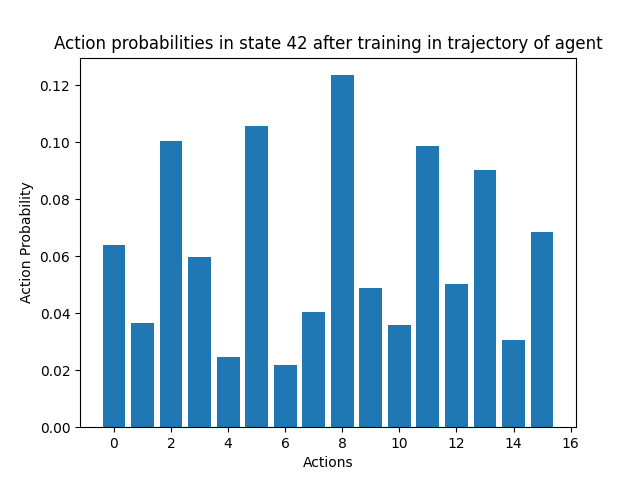 Action probabilities in state 42 after training in trajectory of agent
0.12
0.10
0.08
0.06
0.04
0.02
0.00
Action Probability
0 2 4 6 8 10 12 14 16
Actions